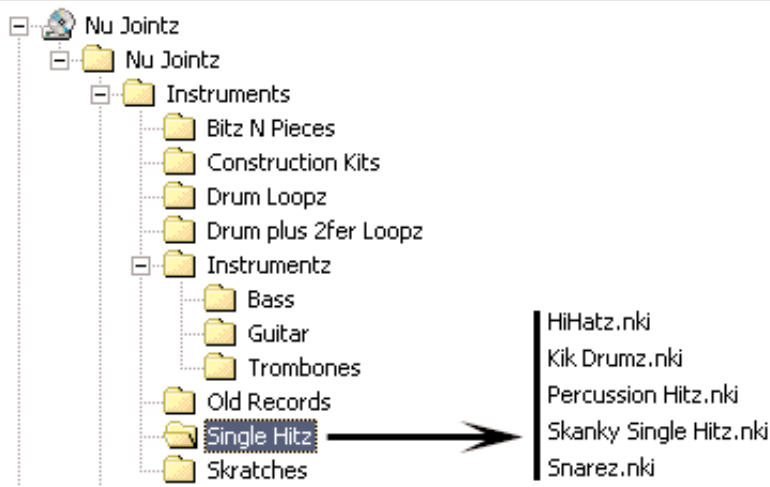 Nu Jointz
Nu Jointz
Instruments
Bitz N Pieces
Construction Kits
Drum Loopz
Drum plus 2fer Loopz
Instrumentz
Bass
Guitar
Trombones
Old Records
Single Hitz
Skratches
HiHatz.nki
Kik Drumz.nki
Percussion Hitz.nki
Skanky Single Hitz.nki
Snarez.nki